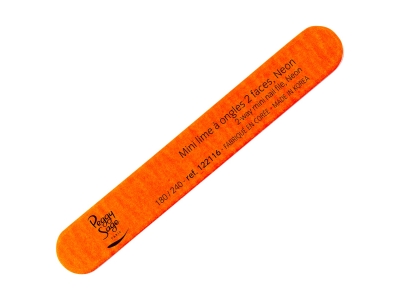 Peggy
Sage
Mini lime à ongles 2 faces, Neon
2-way mini nail file, Neon
180 / 240 • ref. 122116 • FABRIQUÉ EN CORÉE • MADE IN KOREA